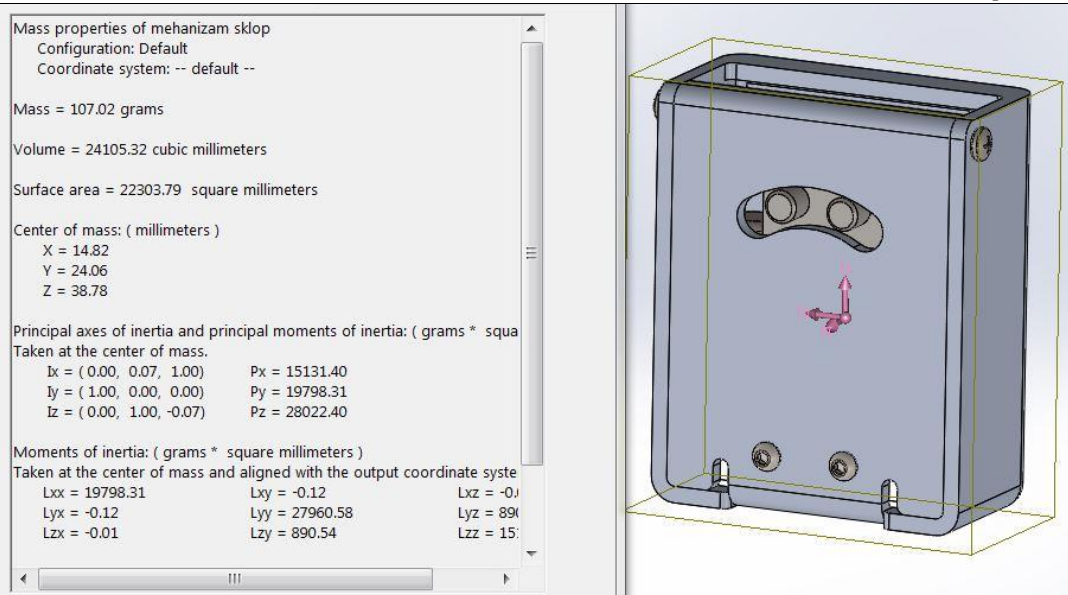 Mass properties of mehanizam sklop
Configuration: Default
Coordinate system: -- default --
Mass = 107.02 grams
Volume = 24105.32 cubic millimeters
Surface area = 22303.79 square millimeters
Center of mass: ( millimeters )
X = 14.82
Y = 24.06
Z = 38.78
Principal axes of inertia and principal moments of inertia: ( grams * squa
Taken at the center of mass.
Ix = ( 0.00, 0.07, 1.00) Px = 15131.40
Iy = ( 1.00, 0.00, 0.00) Py = 19798.31
Iz = ( 0.00, 1.00, -0.07) Pz = 28022.40
Moments of inertia: ( grams * square millimeters )
Taken at the center of mass and aligned with the output coordinate syste
Lxx = 19798.31 Lxy = -0.12 Lxz = -0.
Lyx = -0.12 Lyy = 27960.58 Lyz = 89
Lzx = -0.01 Lzy = 890.54 Lzz = 15